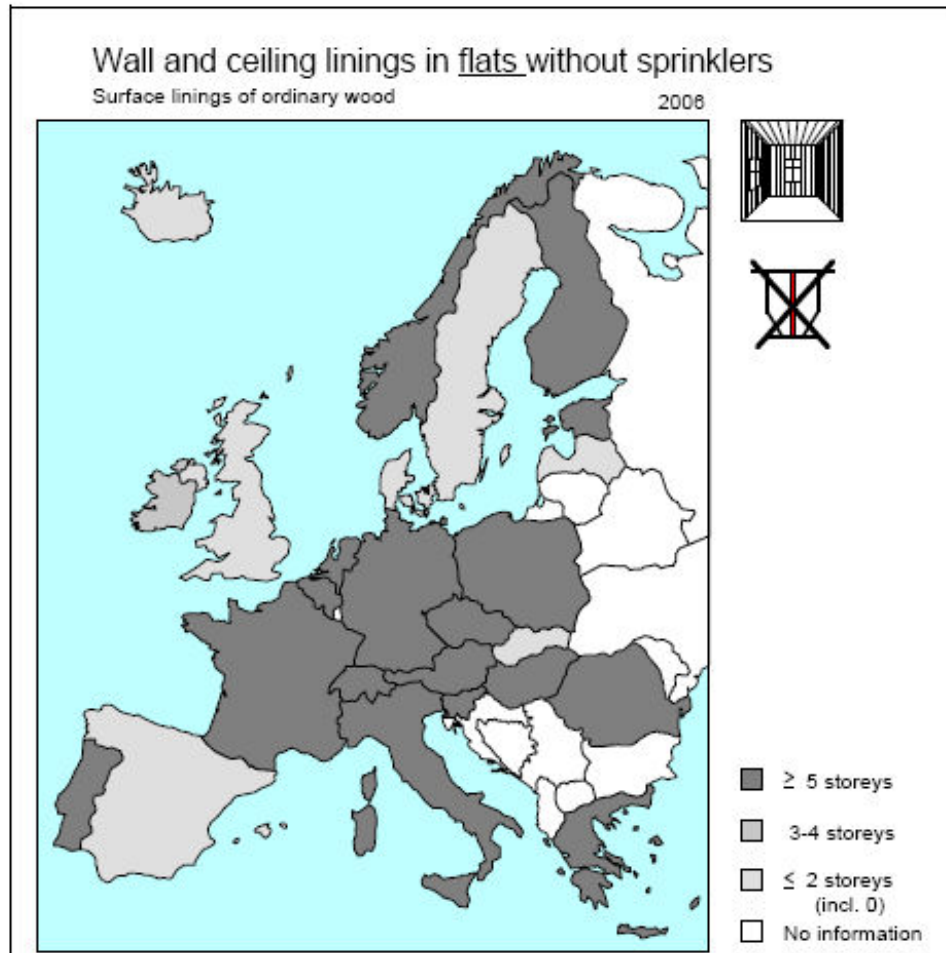 Wall and ceiling linings in flats without sprinklers
Surface linings of ordinary wood
2006
≥ 5 storeys
3-4 storeys
≤ 2 storeys
(incl. 0)
No information